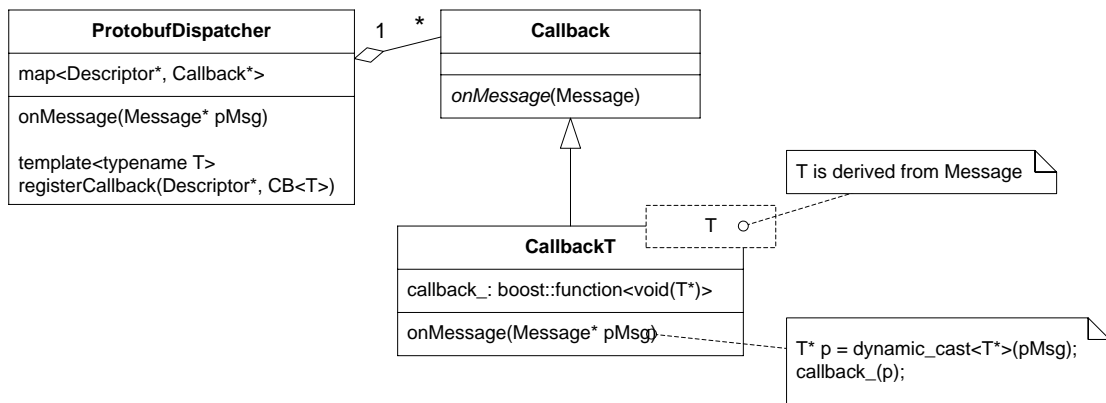 ProtobufDispatcher
map<Descriptor*, Callback*>
onMessage(Message* pMsg)
template<typename T>
registerCallback(Descriptor*, CB<T>)
1
*
Callback
onMessage(Message)
T is derived from Message
T
CallbackT
callback_: boost::function<void(T*)>
onMessage(Message* pMsg)
T* p = dynamic_cast<T*>(pMsg);
callback_(p);